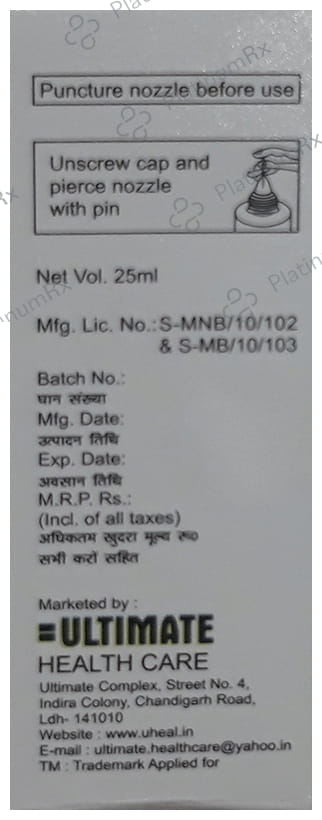 Puncture nozzle before use
Unscrew cap and
pierce nozzle
with pin
Net Vol. 25ml
Mfg. Lic. No.:S-MNB/10/102
& S-MB/10/103
Batch No.:
घान संख्या
Mfg. Date:
उत्पादन तिथि
Exp. Date:
अवसान तिथि
M.R.P. Rs.:
(Incl. of all taxes)
अधिकतम खुदरा मूल्य रू०
सभी करों सहित
Marketed by :
ULTIMATE
HEALTH CARE
Ultimate Complex, Street No. 4,
Indira Colony, Chandigarh Road,
Ldh- 141010
Website : www.uheal.in
E-mail : ultimate.healthcare@yahoo.in
TM : Trademark Applied for
PlatinumRx